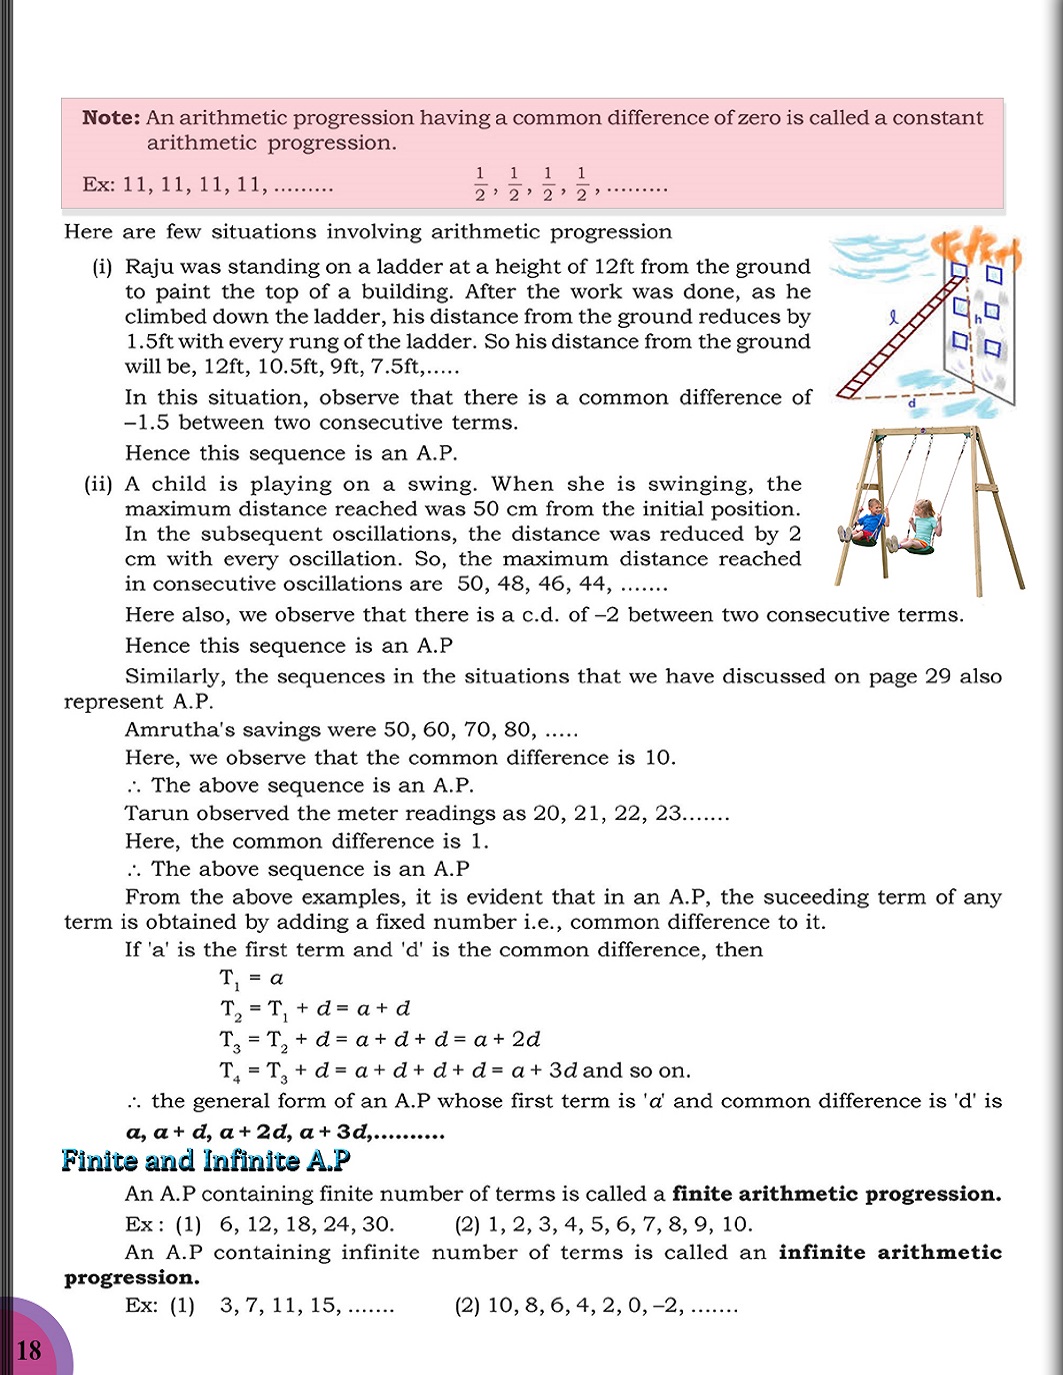 Note: An arithmetic progression having a common difference of zero is called a constant
arithmetic progression.
Ex: 11, 11, 11, 11, ......... 1/2, 1/2, 1/2, 1/2, .........
Here are few situations involving arithmetic progression
(i) Raju was standing on a ladder at a height of 12ft from the ground
to paint the top of a building. After the work was done, as he
climbed down the ladder, his distance from the ground reduces by
1.5ft with every rung of the ladder. So his distance from the ground
will be, 12ft, 10.5ft, 9ft, 7.5ft,.....
In this situation, observe that there is a common difference of
–1.5 between two consecutive terms.
Hence this sequence is an A.P.
l
h
d
(ii) A child is playing on a swing. When she is swinging, the
maximum distance reached was 50 cm from the initial position.
In the subsequent oscillations, the distance was reduced by 2
cm with every oscillation. So, the maximum distance reached
in consecutive oscillations are 50, 48, 46, 44, .......
Here also, we observe that there is a c.d. of –2 between two consecutive terms.
Hence this sequence is an A.P
Similarly, the sequences in the situations that we have discussed on page 29 also
represent A.P.
Amrutha's savings were 50, 60, 70, 80, .....
Here, we observe that the common difference is 10.
∴ The above sequence is an A.P.
Tarun observed the meter readings as 20, 21, 22, 23.......
Here, the common difference is 1.
∴ The above sequence is an A.P
From the above examples, it is evident that in an A.P, the suceeding term of any
term is obtained by adding a fixed number i.e., common difference to it.
If 'a' is the first term and 'd' is the common difference, then
T₁ = a
T₂ = T₁ + d = a + d
T₃ = T₂ + d = a + d + d = a + 2d
T₄ = T₃ + d = a + d + d + d = a + 3d and so on.
∴ the general form of an A.P whose first term is 'a' and common difference is 'd' is
a, a + d, a + 2d, a + 3d,..........
Finite and Infinite A.P
An A.P containing finite number of terms is called a finite arithmetic progression.
Ex : (1) 6, 12, 18, 24, 30. (2) 1, 2, 3, 4, 5, 6, 7, 8, 9, 10.
An A.P containing infinite number of terms is called an infinite arithmetic
progression.
Ex: (1) 3, 7, 11, 15, ....... (2) 10, 8, 6, 4, 2, 0, –2, .......
18